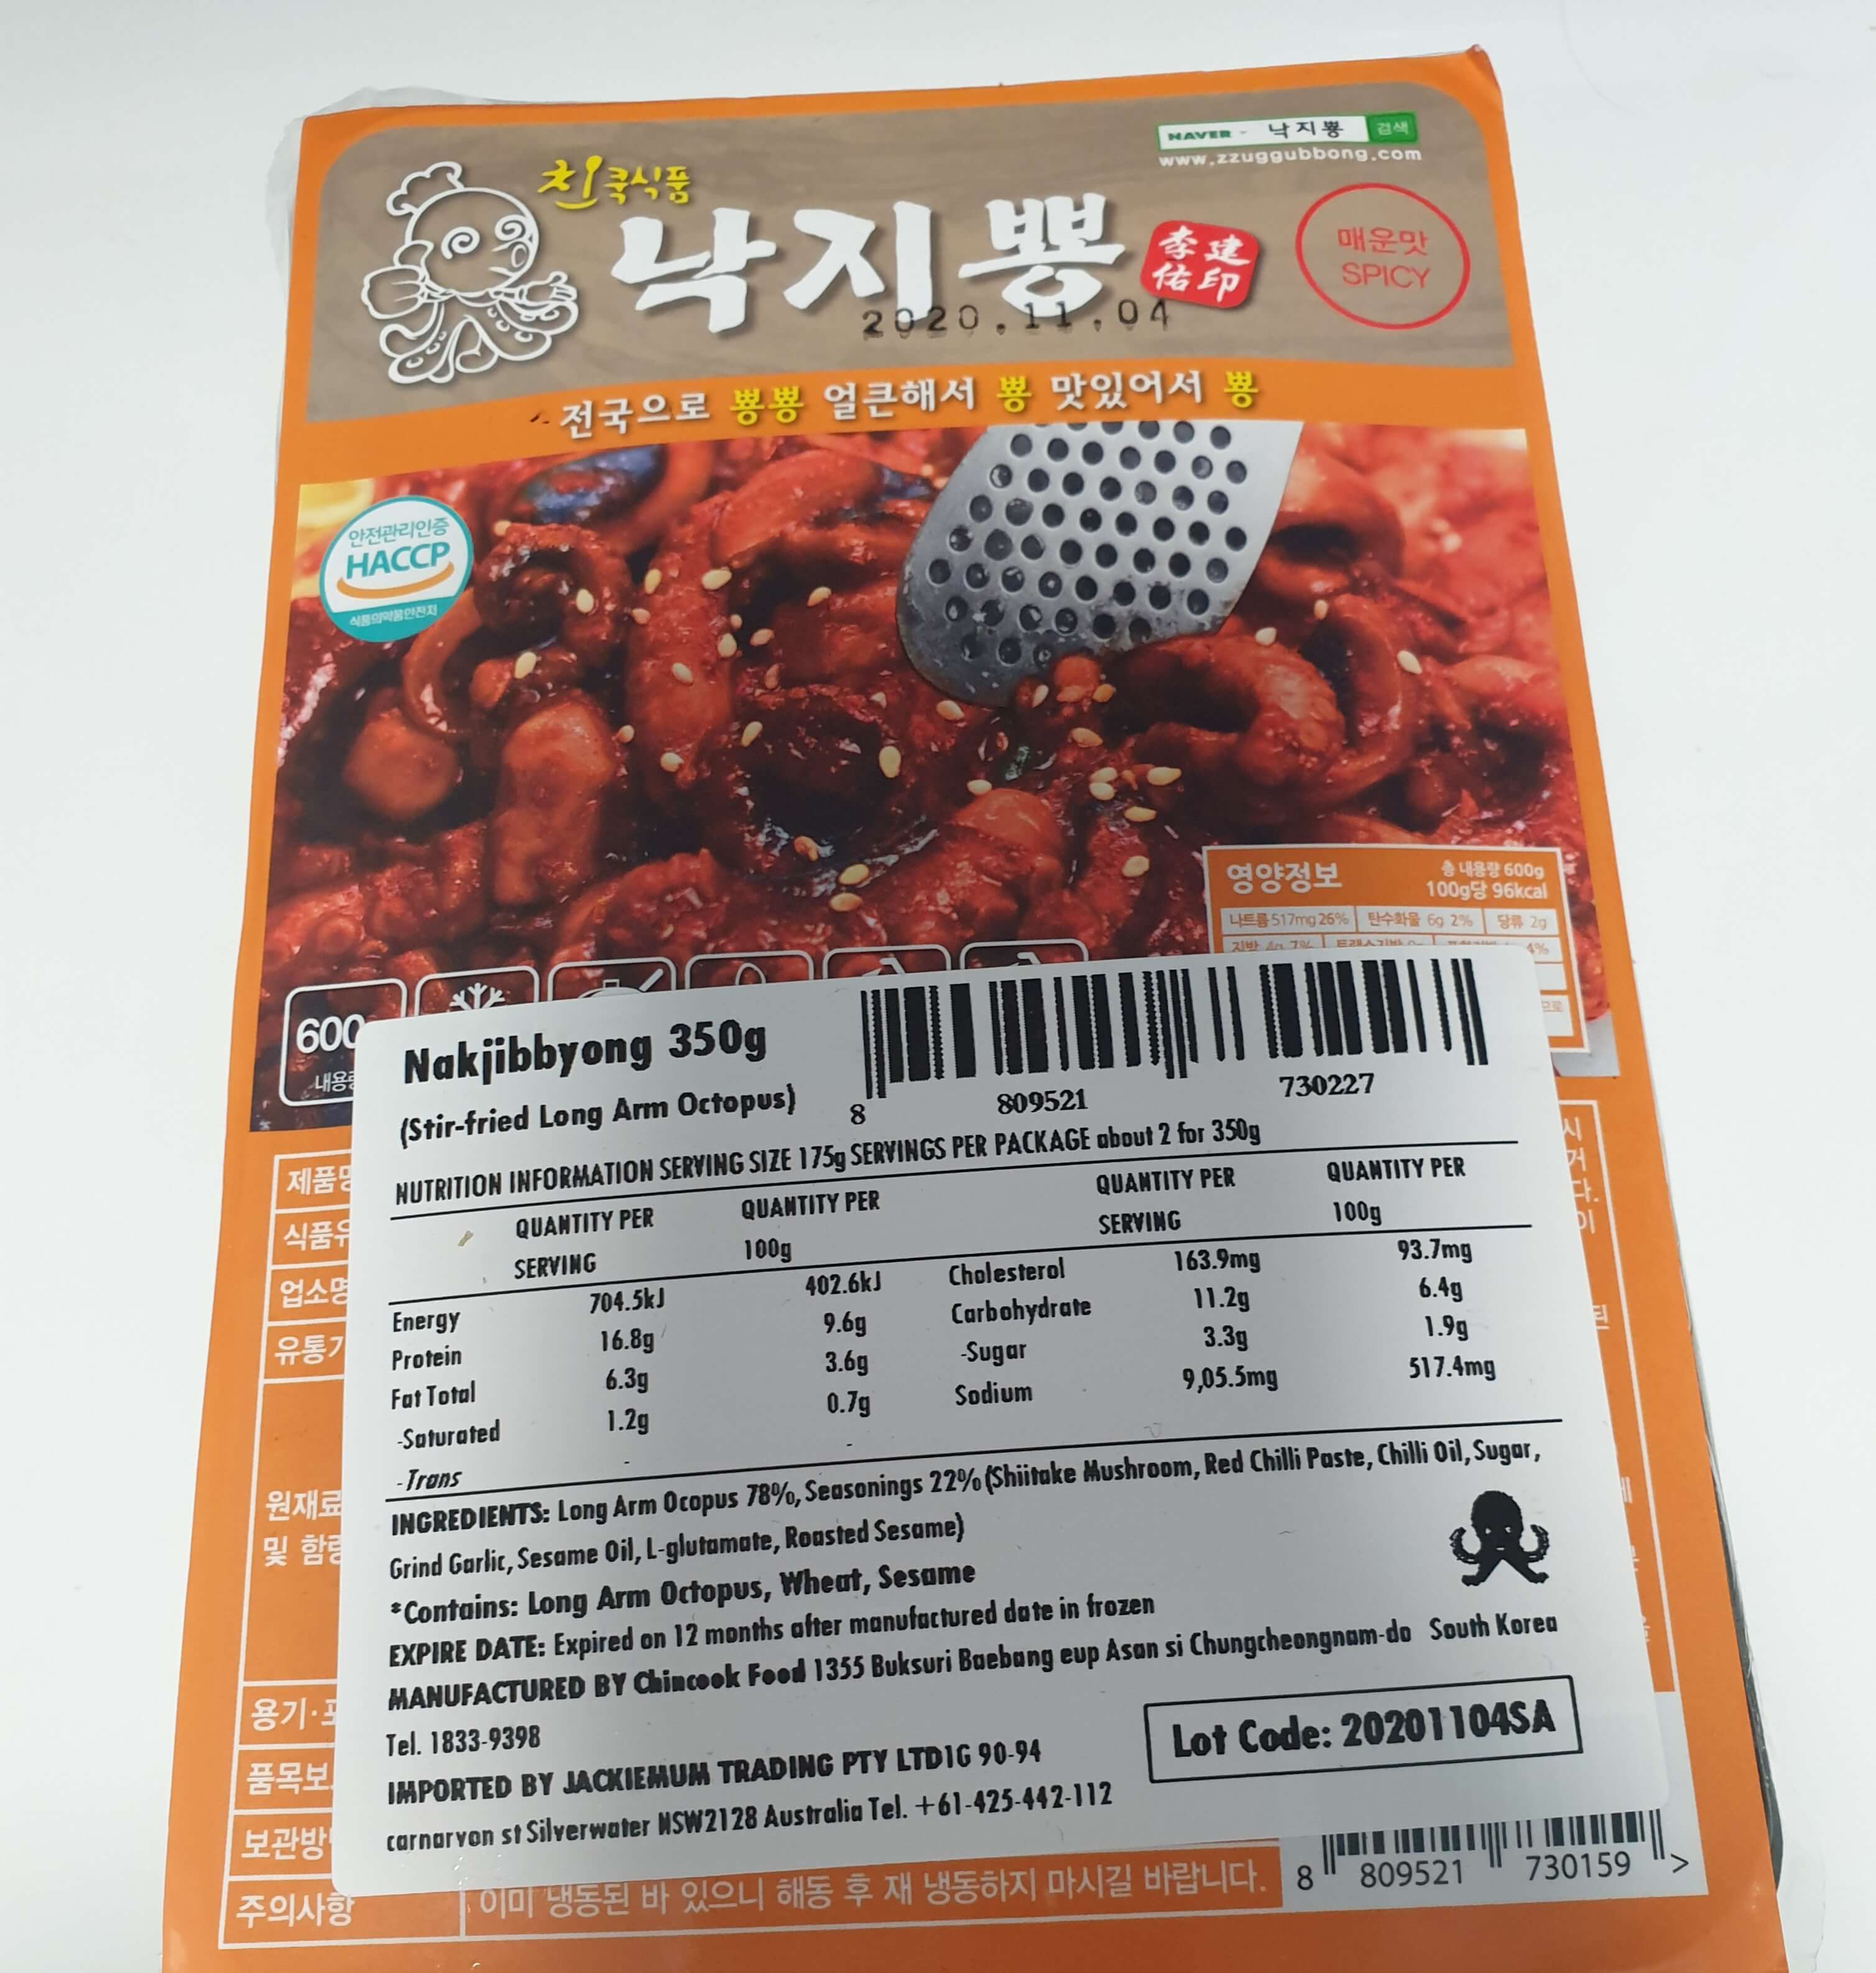 NAVER 낙지뽕 검색
www.zzuggubbong.com
친쿡식품
낙지뽕
李建
佑印
매운맛
SPICY
2020.11.04
전국으로 뽕뽕 얼큰해서 뽕 맛있어서 뽕
안전관리인증
HACCP
식품의약품안전처
영양정보
총 내용량 600g
100g당 96kcal
나트륨 517mg 26% 탄수화물 6g 2% 당류 2g
지방 4g 7% 4%
600
내용량
Nakjibbyong 350g
(Stir-fried Long Arm Octopus)
8 809521 730227
NUTRITION INFORMATION SERVING SIZE 175g SERVINGS PER PACKAGE about 2 for 350g
QUANTITY PER SERVING QUANTITY PER 100g QUANTITY PER SERVING QUANTITY PER 100g
Energy 704.5kJ 402.6kJ Cholesterol 163.9mg 93.7mg
Protein 16.8g 9.6g Carbohydrate 11.2g 6.4g
Fat Total 6.3g 3.6g -Sugar 3.3g 1.9g
-Saturated 1.2g 0.7g Sodium 9,05.5mg 517.4mg
-Trans - -
INGREDIENTS: Long Arm Ocopus 78%, Seasonings 22% (Shiitake Mushroom, Red Chilli Paste, Chilli Oil, Sugar,
Grind Garlic, Sesame Oil, L-glutamate, Roasted Sesame)
*Contains: Long Arm Octopus, Wheat, Sesame
EXPIRE DATE: Expired on 12 months after manufactured date in frozen
MANUFACTURED BY Chincook Food 1355 Buksuri Baebang eup Asan si Chungcheongnam-do South Korea
Tel. 1833-9398
IMPORTED BY JACKIEMUM TRADING PTY LTD1G 90-94
carnarvon st Silverwater NSW2128 Australia Tel. +61-425-442-112
Lot Code: 20201104SA
제품명
식품유
업소명
유통기
원재료
및 함량
용기·포
품목보
보관방
주의사항
이미 냉동된 바 있으니 해동 후 재 냉동하지 마시길 바랍니다.
8 809521 730159 >